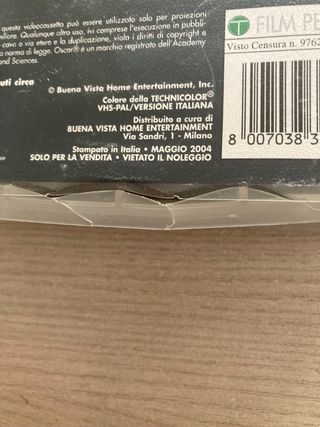 questa videocassetta può essere utilizzato solo per proiezioni
Qualunque altro uso, ivi comprese l'esecuzione in pubbli-
cavo o via etere e la duplicazione, viola i diritti di copyright e
a norma di legge. Oscar® è un marchio registrato dell'Academy
and Sciences.
uti circa
© Buena Vista Home Entertainment, Inc.
Colore della TECHNICOLOR®
VHS-PAL/VERSIONE ITALIANA
Distribuito a cura di
BUENA VISTA HOME ENTERTAINMENT
Via Sandri, 1 - Milano
Stampato in Italia • MAGGIO 2004
SOLO PER LA VENDITA • VIETATO IL NOLEGGIO
T FILM PE
Visto Censura n. 9762
8 007038 3